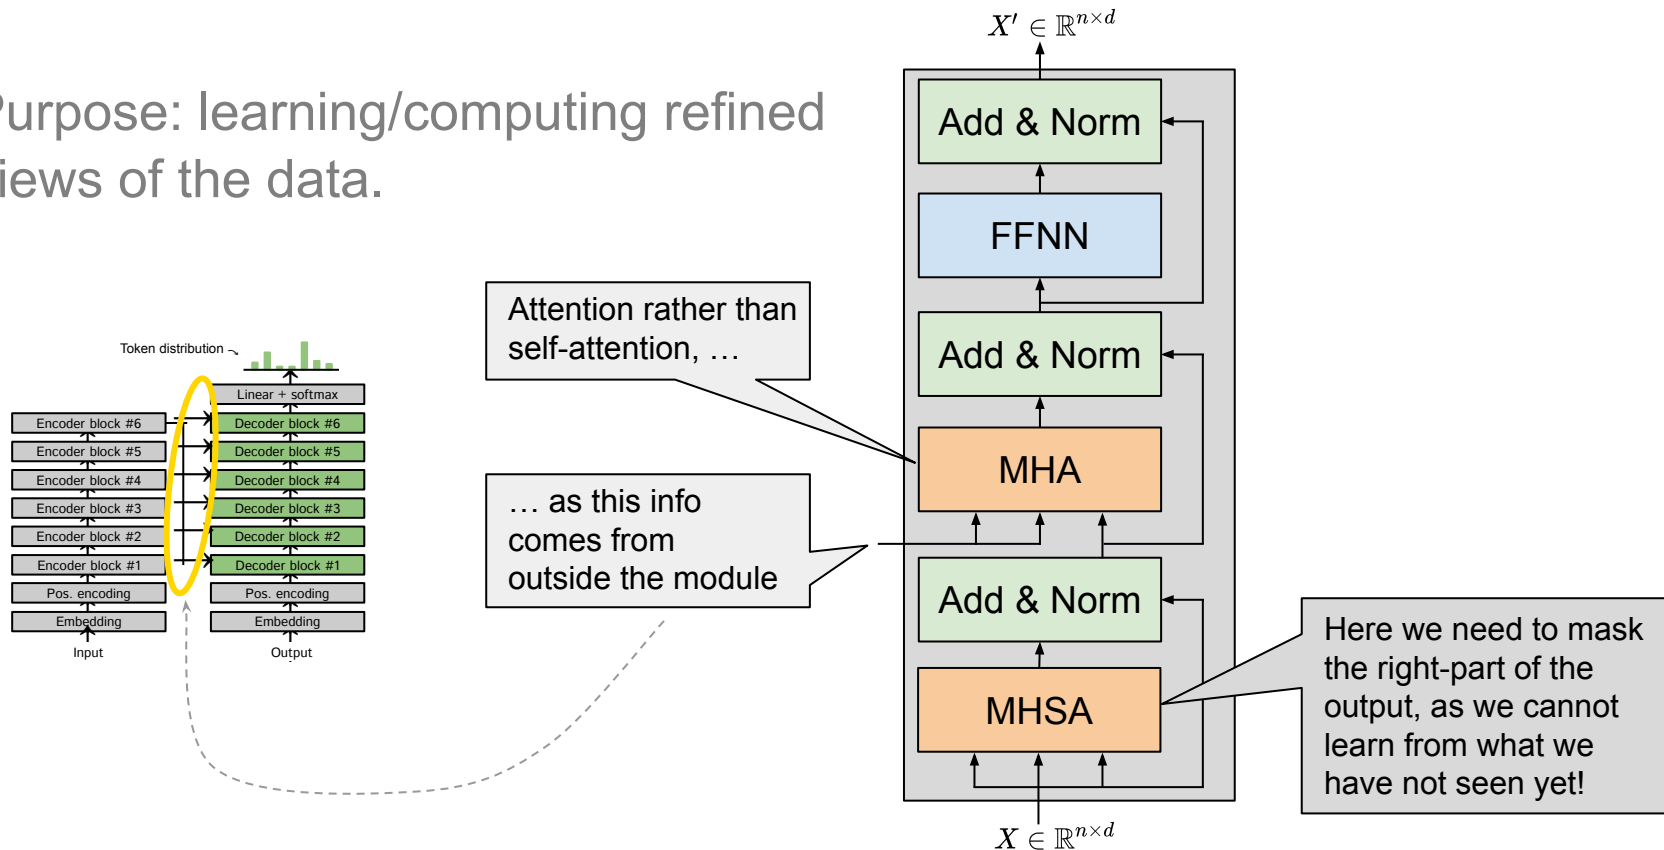 Purpose: learning/computing refined
iews of the data.
Token distribution
Linear + softmax
Encoder block #6
Decoder block #6
Encoder block #5
Decoder block #5
Encoder block #4
Decoder block #4
Encoder block #3
Decoder block #3
Encoder block #2
Decoder block #2
Encoder block #1
Decoder block #1
Pos. encoding
Pos. encoding
Embedding
Embedding
Input
Output
Attention rather than
self-attention, …
… as this info
comes from
outside the module
X′ ∈ ℝⁿˣᵈ
Add & Norm
FFNN
Add & Norm
MHA
Add & Norm
MHSA
X ∈ ℝⁿˣᵈ
Here we need to mask
the right-part of the
output, as we cannot
learn from what we
have not seen yet!